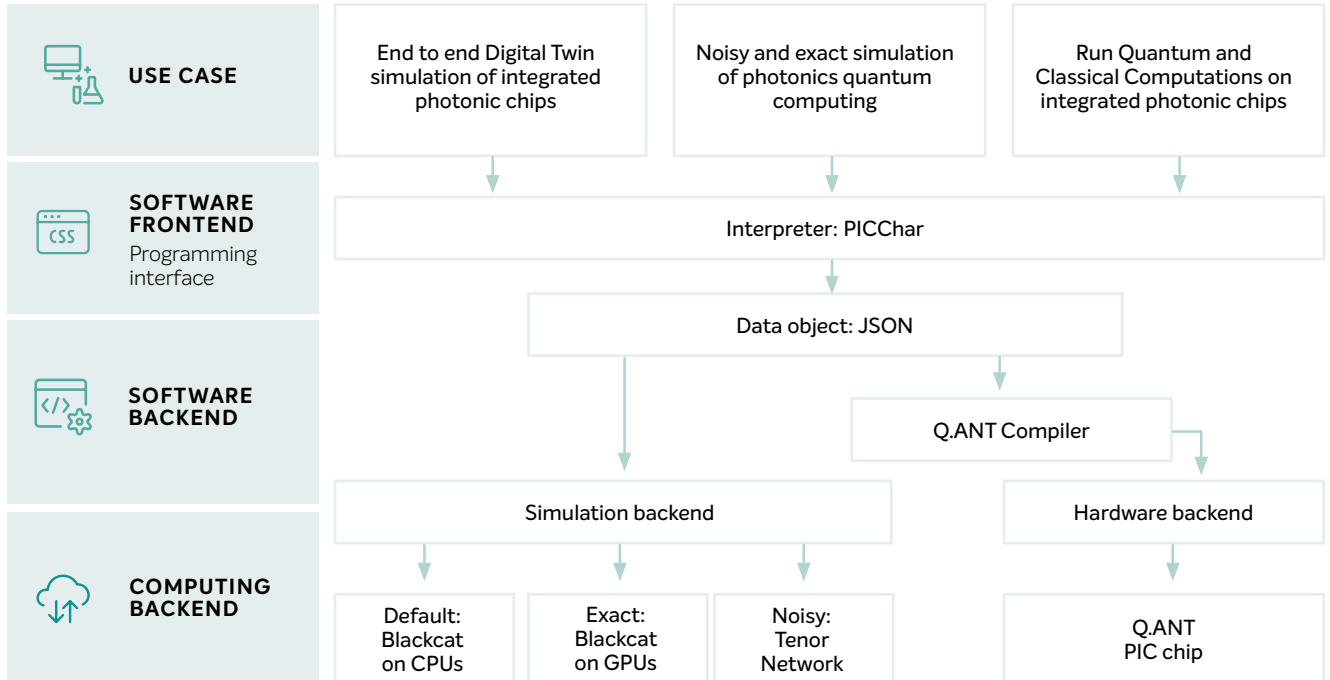 USE CASE
End to end Digital Twin
simulation of integrated
photonic chips
Noisy and exact simulation
of photonics quantum
computing
Run Quantum and
Classical Computations on
integrated photonic chips
CSS
SOFTWARE
FRONTEND
Programming
interface
Interpreter: PICChar
Data object: JSON
</>
SOFTWARE
BACKEND
Q.ANT Compiler
Simulation backend
Hardware backend
COMPUTING
BACKEND
Default:
Blackcat
on CPUs
Exact:
Blackcat
on GPUs
Noisy:
Tenor
Network
Q.ANT
PIC chip